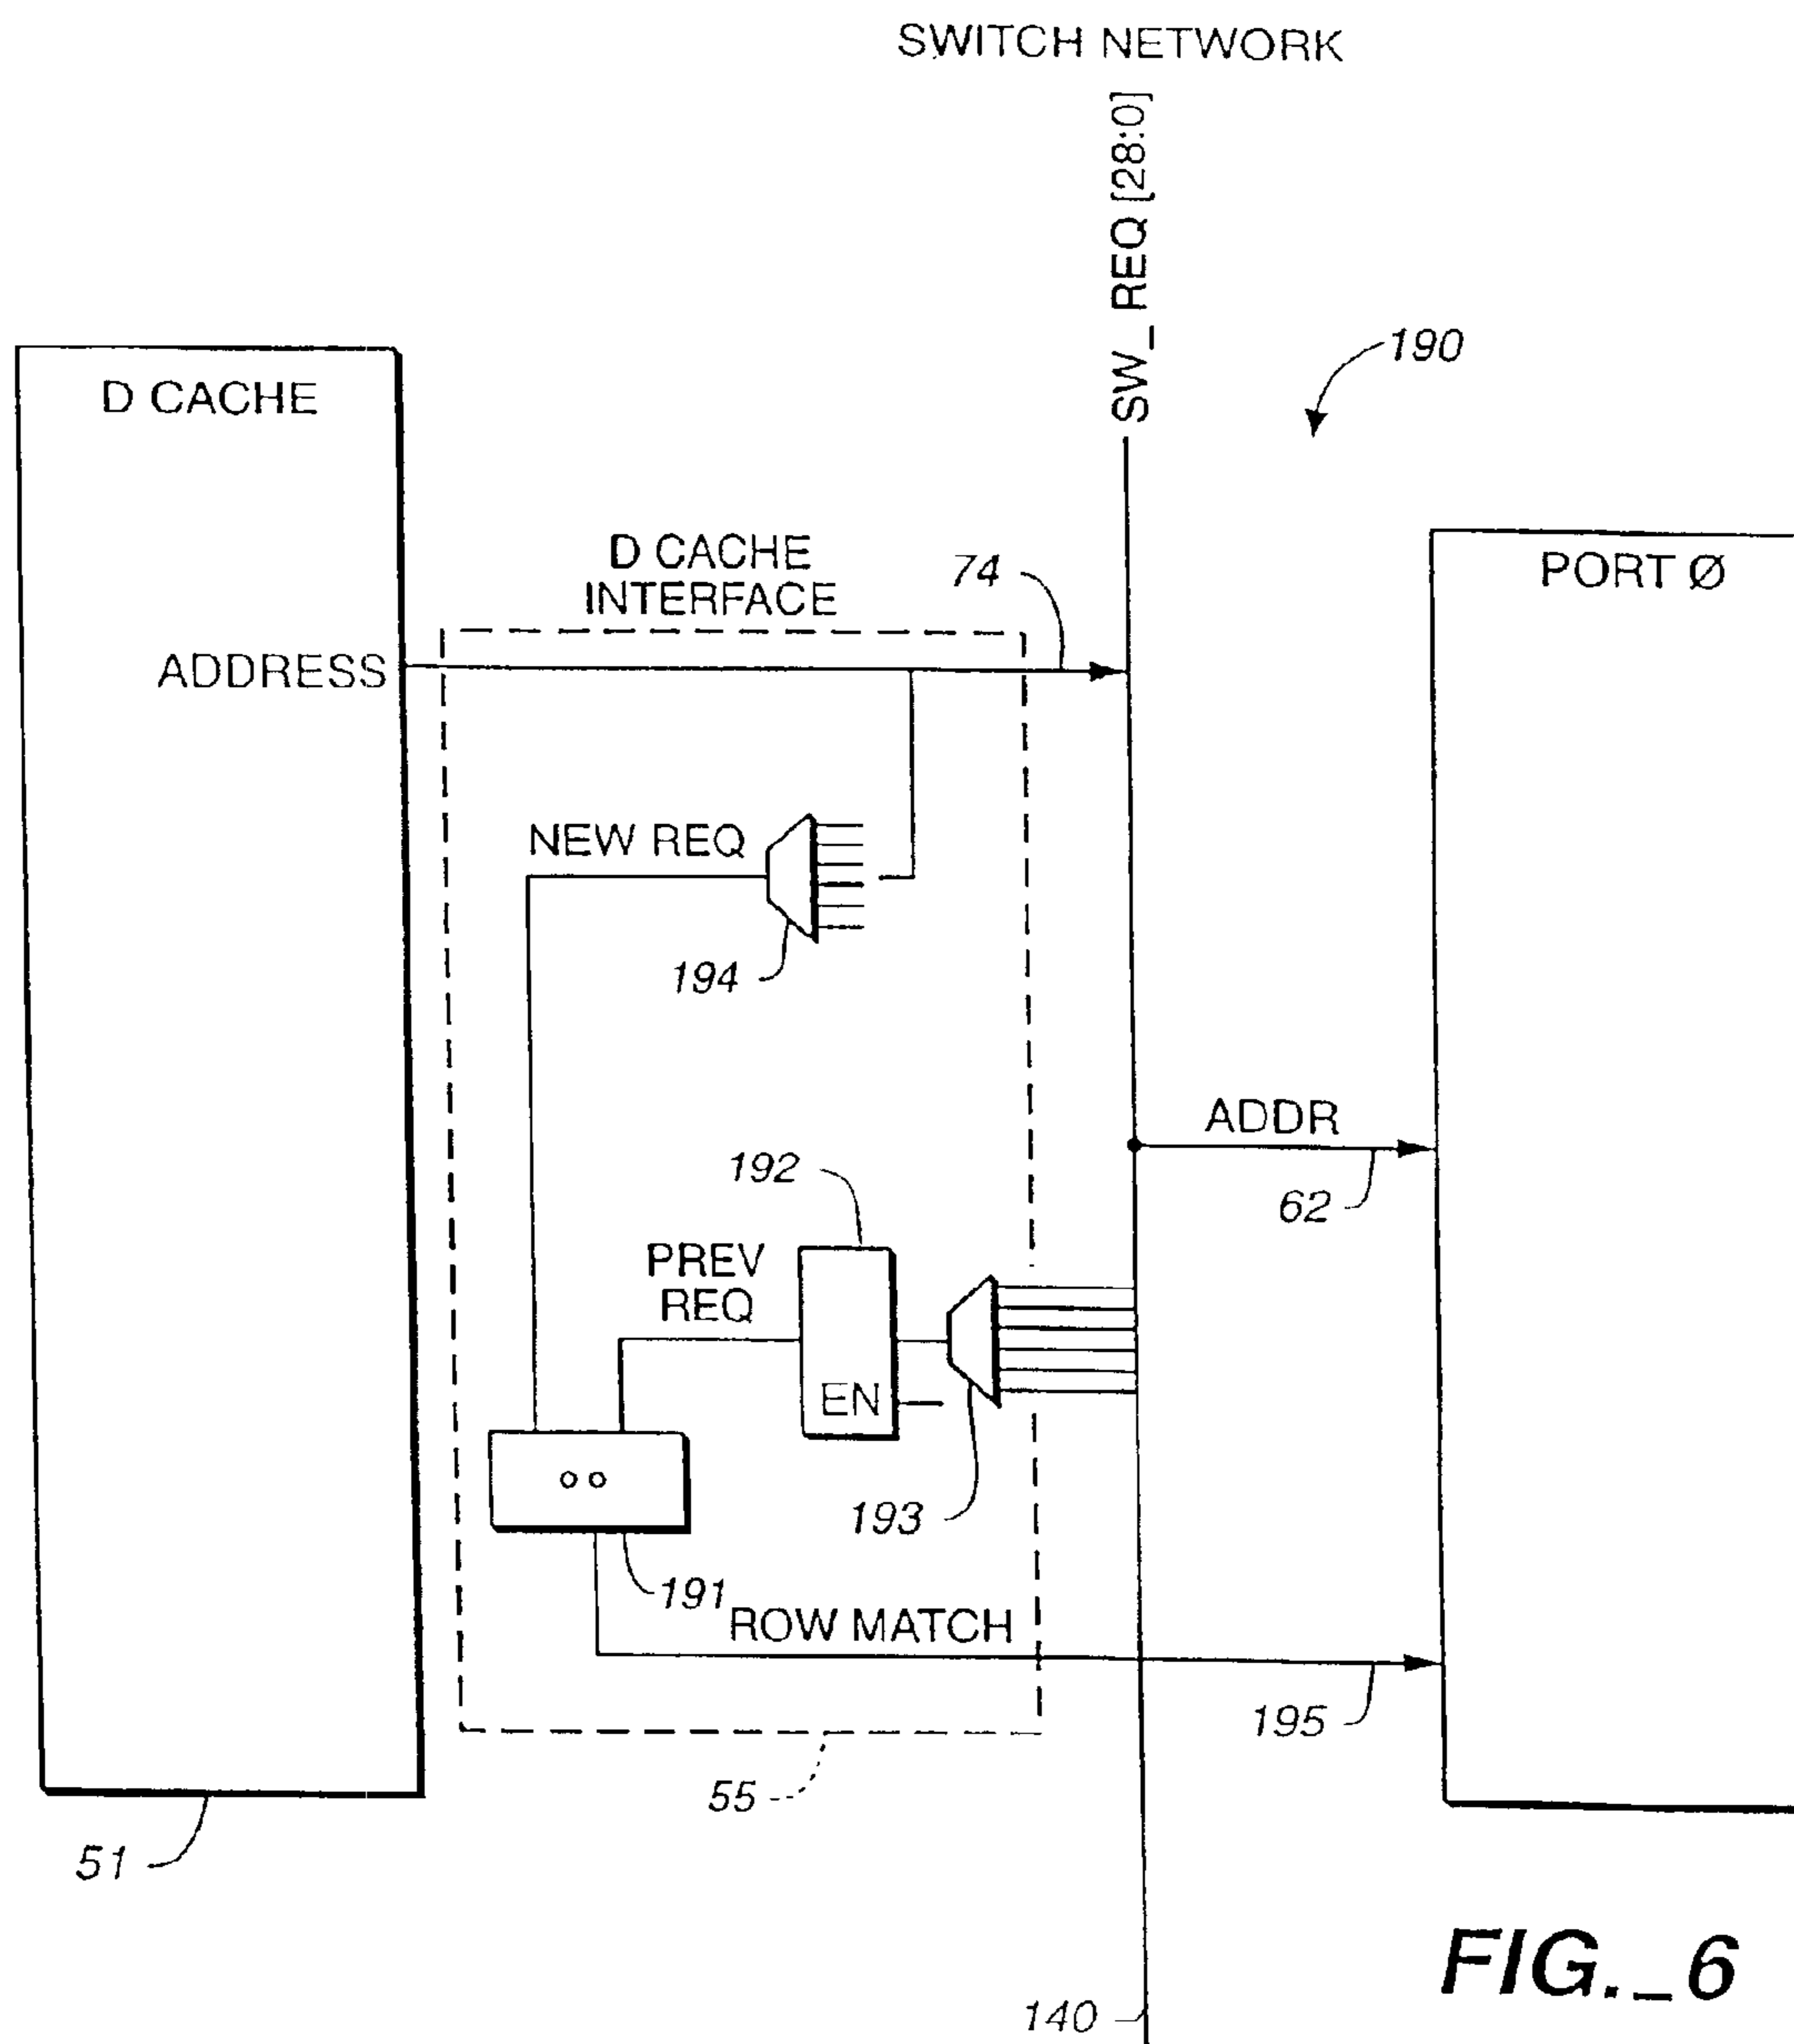 SWITCH NETWORK
SW_REQ [28:0]
190
D CACHE
D CACHE
INTERFACE
74
PORT Ø
ADDRESS
NEW REQ
194
ADDR
62
192
PREV
REQ
EN
193
191
ROW MATCH
195
55
51
FIG._6
140